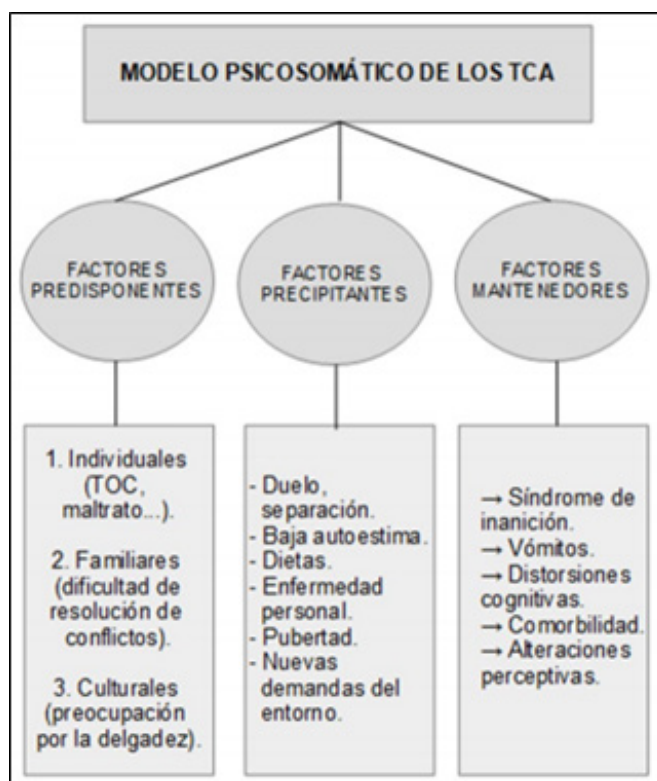 MODELO PSICOSOMÁTICO DE LOS TCA
FACTORES
PREDISPONENTES
FACTORES
PRECIPITANTES
FACTORES
MANTENEDORES
1. Individuales
(TOC,
maltrato...).
2. Familiares
(dificultad de
resolución de
conflictos).
3. Culturales
(preocupación
por la delgadez).
- Duelo,
separación.
- Baja autoestima.
- Dietas.
- Enfermedad
personal.
- Pubertad.
- Nuevas
demandas del
entorno.
→ Síndrome de
inanición.
→ Vómitos.
→ Distorsiones
cognitivas.
→ Comorbilidad.
→ Alteraciones
perceptivas.